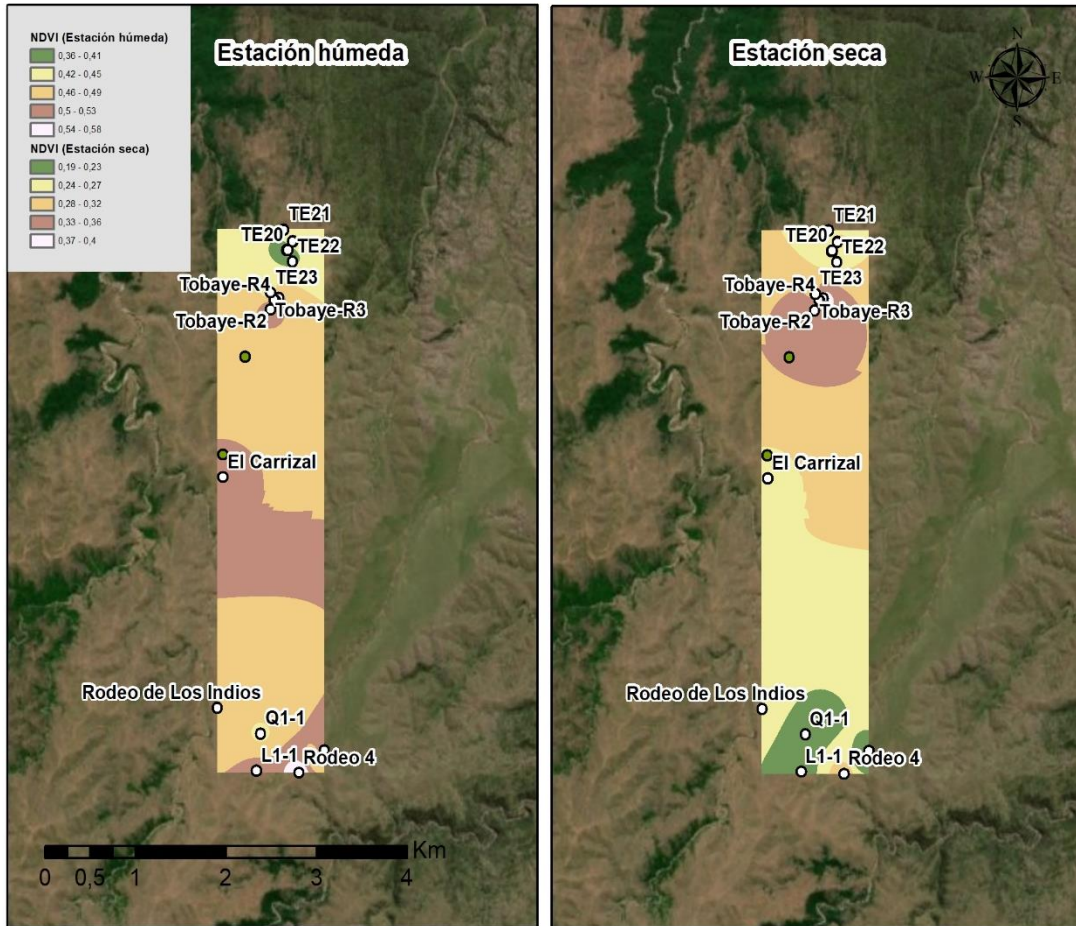 NDVI (Estación húmeda)
0,36 - 0,41
0,42 - 0,45
0,46 - 0,49
0,5 - 0,53
0,54 - 0,58
NDVI (Estación seca)
0,19 - 0,23
0,24 - 0,27
0,28 - 0,32
0,33 - 0,36
0,37 - 0,4
Estación húmeda
TE21
TE20
TE22
TE23
Tobaye-R4
Tobaye-R3
Tobaye-R2
El Carrizal
Rodeo de Los Indios
Q1-1
L1-1
Rodeo 4
Km
0 0,5 1 2 3 4
Estación seca
N
W E
S
TE21
TE20
TE22
TE23
Tobaye-R4
Tobaye-R3
Tobaye-R2
El Carrizal
Rodeo de Los Indios
Q1-1
L1-1
Rodeo 4